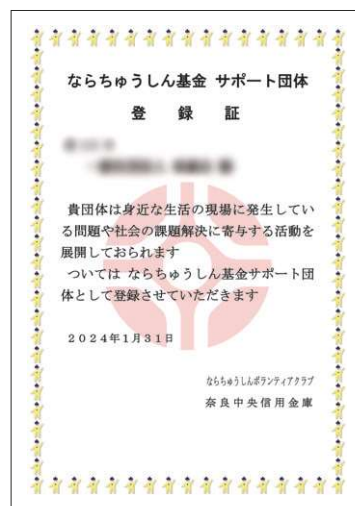 ならちゅうしん基金 サポート団体
登 録 証
貴団体は身近な生活の現場に発生してい
る問題や社会の課題解決に寄与する活動を
展開しておられます
ついては ならちゅうしん基金サポート団
体として登録させていただきます
2024年1月31日
ならちゅうしんボランティアクラブ
奈良中央信用金庫